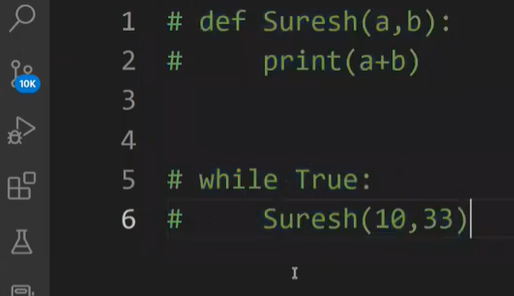 1 # def Suresh(a,b):
2 #     print(a+b)
3
4
5 # while True:
6 #     Suresh(10,33)
10K